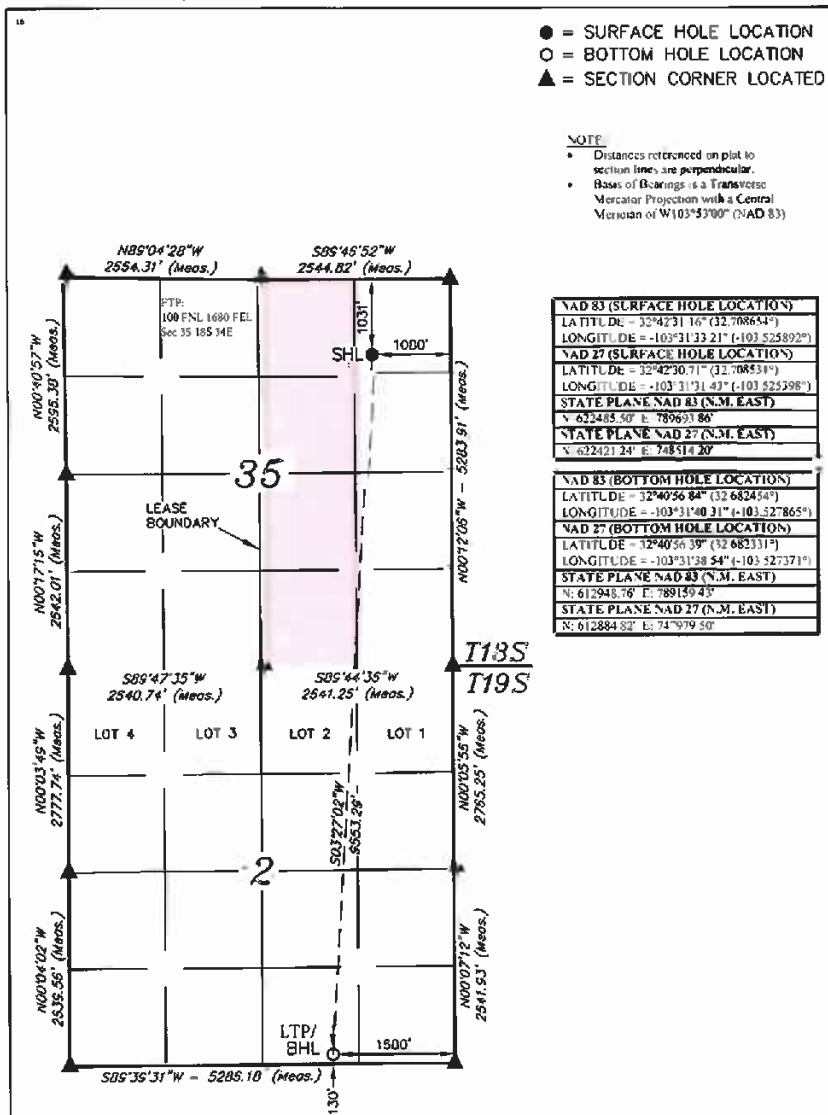 ● = SURFACE HOLE LOCATION
○ = BOTTOM HOLE LOCATION
▲ = SECTION CORNER LOCATED
NOTE
• Distances referenced on plat to
section lines are perpendicular.
• Basis of Bearings is a Transverse
Mercator Projection with a Central
Meridian of W103°53'00" (NAD 83)
N89°04'28"W
2554.31' (Meas.)
S89°45'52"W
2544.82' (Meas.)
FTP:
100 FNL 1680 FEL
Sec 35 18S 34E
1031'
SHL
1080'
N00°40'57"W
2595.38' (Meas.)
35
LEASE
BOUNDARY
N00°12'06"W - 5283.91' (Meas.)
N00°17'15"W
2642.01' (Meas.)
T18S
T19S
S89°47'35"W
2540.74' (Meas.)
S89°44'35"W
2541.25' (Meas.)
LOT 4
LOT 3
LOT 2
LOT 1
N00°03'49"W
2777.74' (Meas.)
N00°05'55"W
2765.25' (Meas.)
S03°27'02"W
9553.29'
2
N00°04'02"W
2639.56' (Meas.)
N00°07'12"W
2541.93' (Meas.)
LTP/
BHL
1500'
S89°39'31"W - 5285.18' (Meas.)
130'
NAD 83 (SURFACE HOLE LOCATION)
LATITUDE = 32°42'31.16" (32.708654°)
LONGITUDE = -103°31'33.21" (-103.525892°)
NAD 27 (SURFACE HOLE LOCATION)
LATITUDE = 32°42'30.71" (32.708531°)
LONGITUDE = -103°31'31.43" (-103.525398°)
STATE PLANE NAD 83 (N.M. EAST)
N: 622485.50' E: 789693.86'
STATE PLANE NAD 27 (N.M. EAST)
N: 622421.24' E: 748514.20'
NAD 83 (BOTTOM HOLE LOCATION)
LATITUDE = 32°40'56.84" (32.682454°)
LONGITUDE = -103°31'40.31" (-103.527865°)
NAD 27 (BOTTOM HOLE LOCATION)
LATITUDE = 32°40'56.39" (32.682331°)
LONGITUDE = -103°31'38.54" (-103.527371°)
STATE PLANE NAD 83 (N.M. EAST)
N: 612948.76' E: 789159.43'
STATE PLANE NAD 27 (N.M. EAST)
N: 612884.82' E: 747979.50'